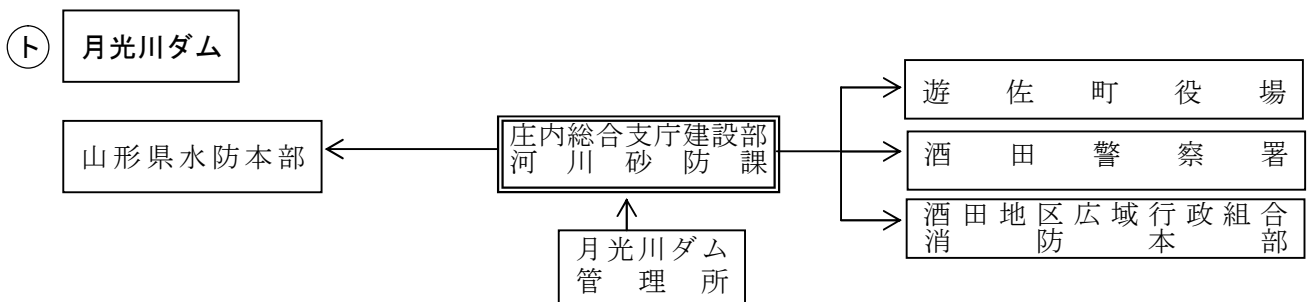 ト 月光川ダム
遊佐町役場
庄内総合支庁建設部
河川砂防課
山形県水防本部
酒田警察署
酒田地区広域行政組合
消防本部
月光川ダム
管理所